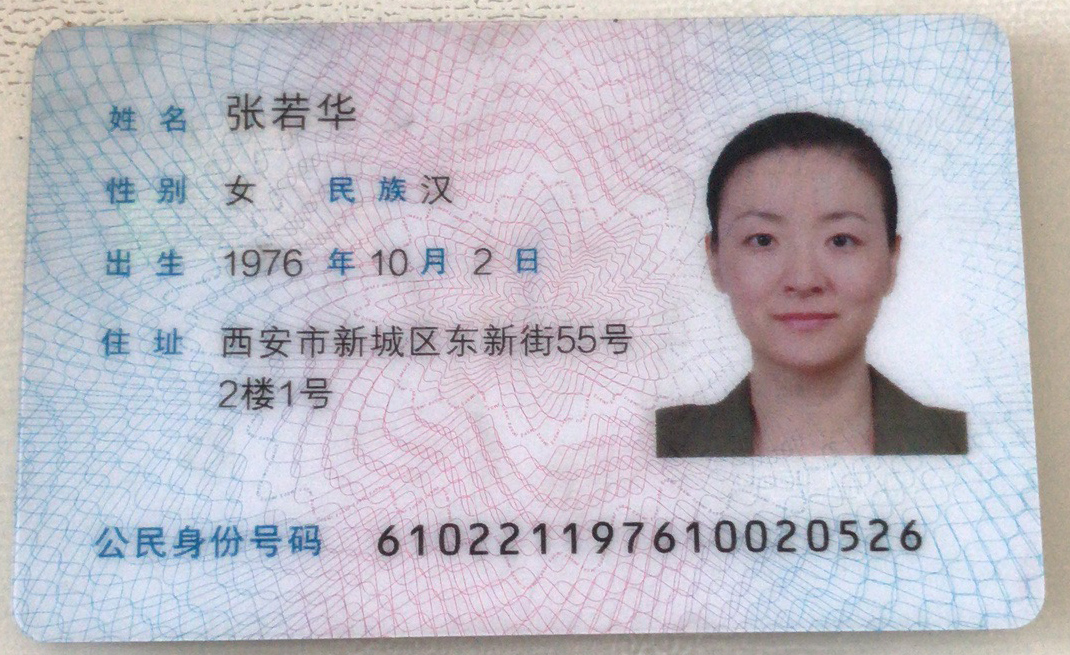 姓名 张若华
性别 女 民族 汉
出生 1976 年 10 月 2 日
住址 西安市新城区东新街55号
2楼1号
公民身份号码 610221197610020526